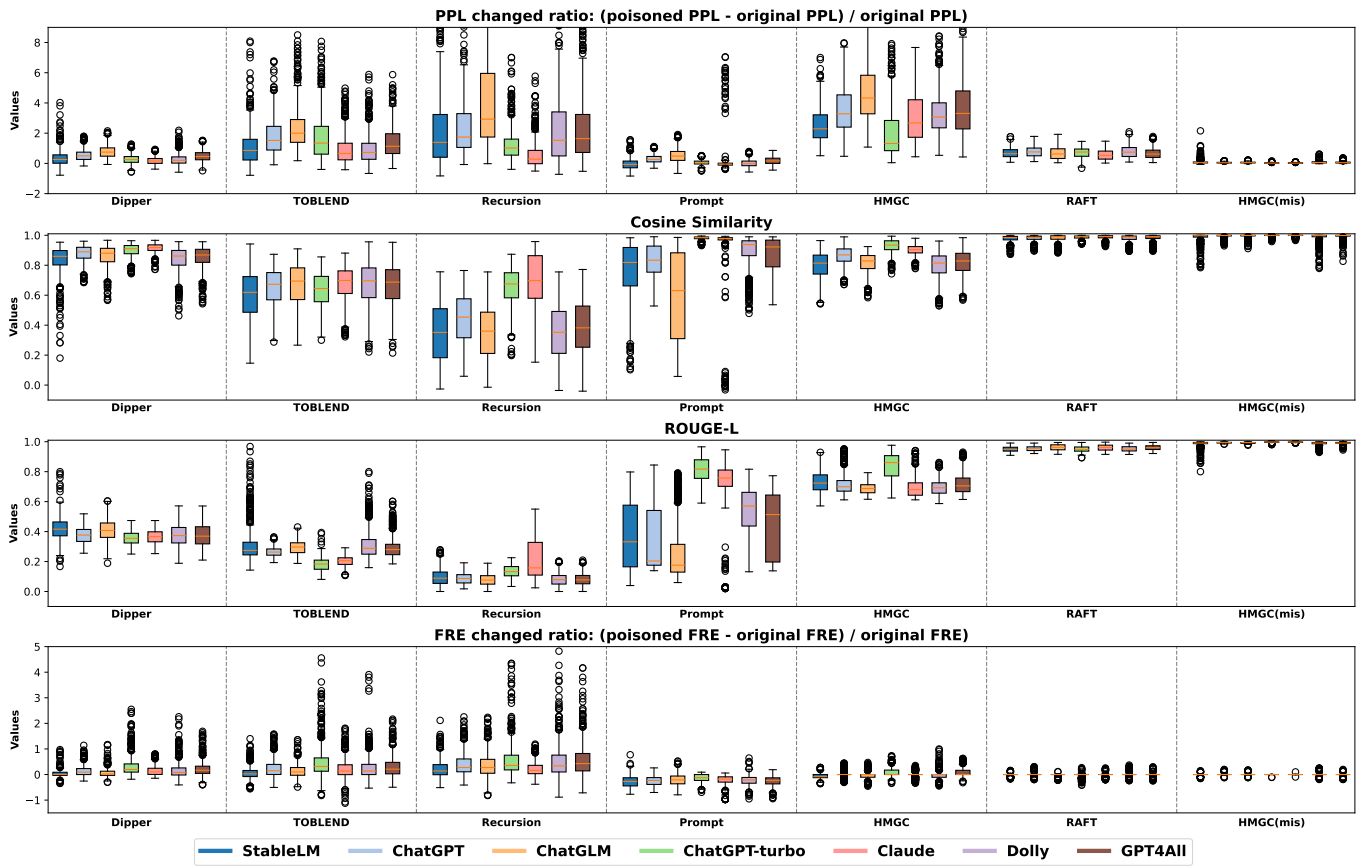 PPL changed ratio: (poisoned PPL - original PPL) / original PPL)
Values
8
6
4
2
0
−2
Dipper TOBLEND Recursion Prompt HMGC RAFT HMGC(mis)
Cosine Similarity
Values
1.0
0.8
0.6
0.4
0.2
0.0
Dipper TOBLEND Recursion Prompt HMGC RAFT HMGC(mis)
ROUGE-L
Values
1.0
0.8
0.6
0.4
0.2
0.0
Dipper TOBLEND Recursion Prompt HMGC RAFT HMGC(mis)
FRE changed ratio: (poisoned FRE - original FRE) / original FRE)
Values
5
4
3
2
1
0
−1
Dipper TOBLEND Recursion Prompt HMGC RAFT HMGC(mis)
StableLM ChatGPT ChatGLM ChatGPT-turbo Claude Dolly GPT4All